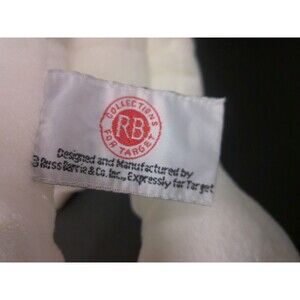 COLLECTIONS
RB
FOR TARGET
Designed and Manufactured by
© Russ Berrie & Co. Inc., Expressly for Target